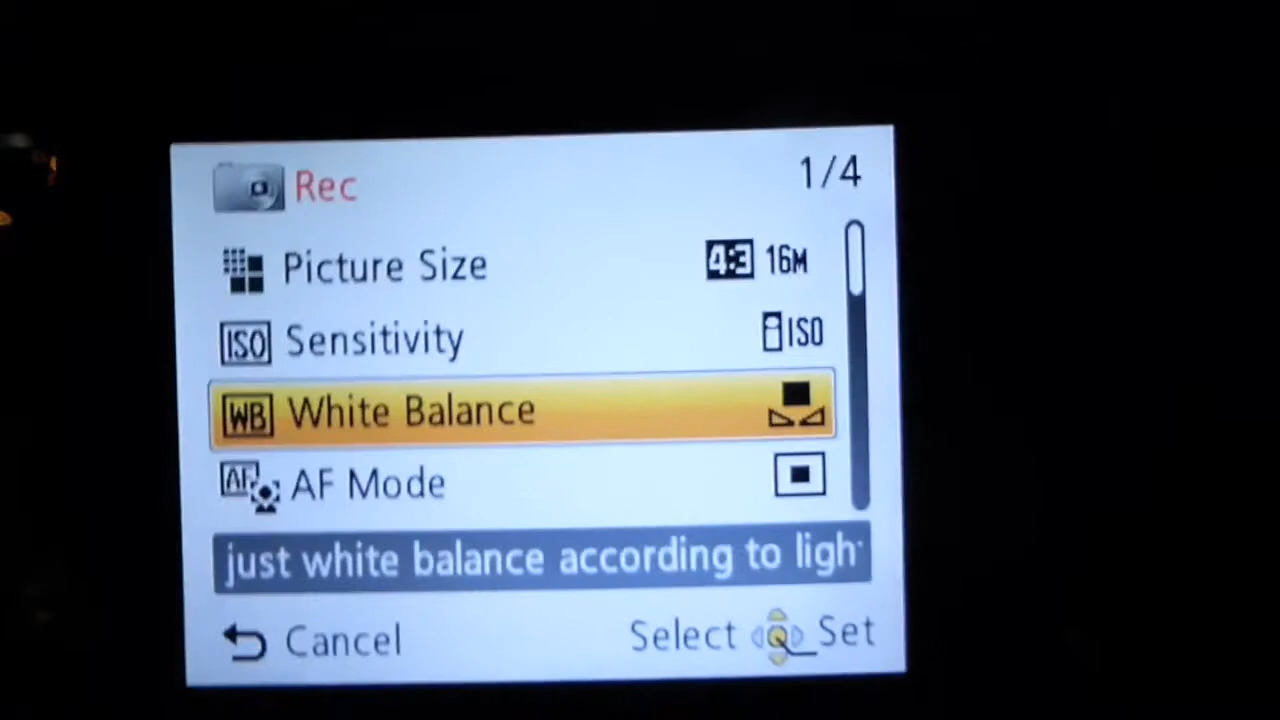 Rec 1/4
Picture Size 4:3 16M
ISO Sensitivity ISO
WB White Balance
AF AF Mode
just white balance according to ligh
Cancel Select Set